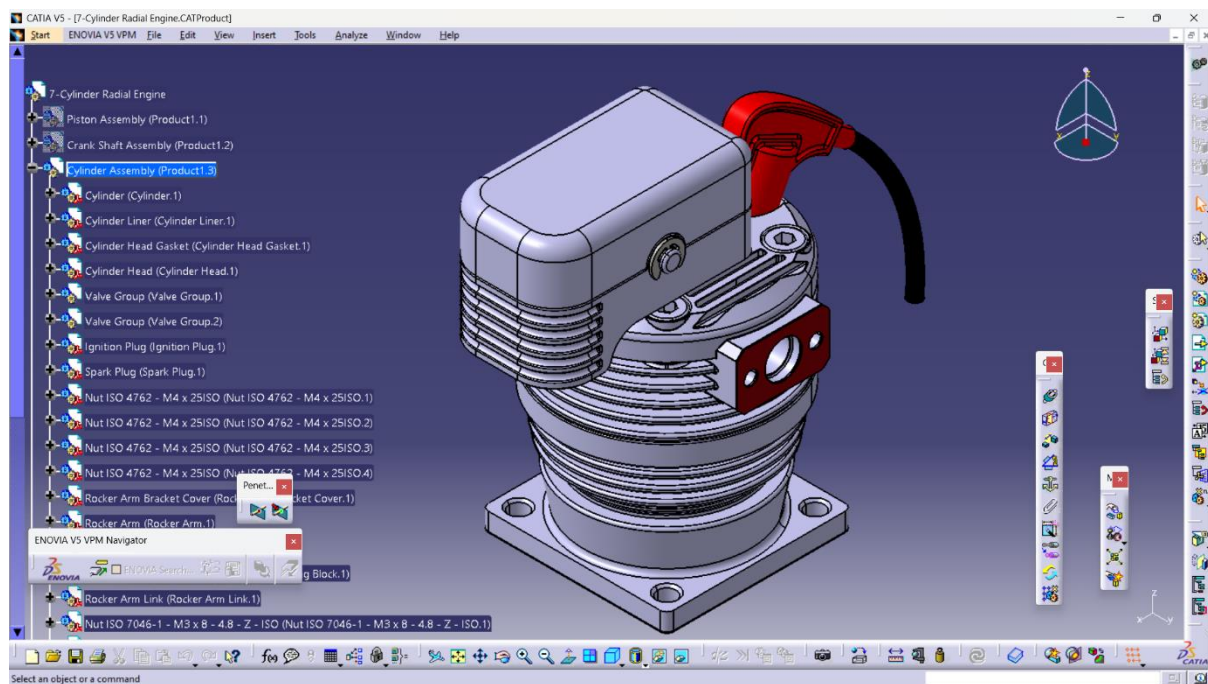 CATIA V5 - [7-Cylinder Radial Engine.CATProduct]
Start ENOVIA V5 VPM File Edit View Insert Tools Analyze Window Help
7-Cylinder Radial Engine
Piston Assembly (Product1.1)
Crank Shaft Assembly (Product1.2)
Cylinder Assembly (Product1.3)
Cylinder (Cylinder.1)
Cylinder Liner (Cylinder Liner.1)
Cylinder Head Gasket (Cylinder Head Gasket.1)
Cylinder Head (Cylinder Head.1)
Valve Group (Valve Group.1)
Valve Group (Valve Group.2)
Ignition Plug (Ignition Plug.1)
Spark Plug (Spark Plug.1)
Nut ISO 4762 - M4 x 25ISO (Nut ISO 4762 - M4 x 25ISO.1)
Nut ISO 4762 - M4 x 25ISO (Nut ISO 4762 - M4 x 25ISO.2)
Nut ISO 4762 - M4 x 25ISO (Nut ISO 4762 - M4 x 25ISO.3)
Nut ISO 4762 - M4 x 25ISO (Nut ISO 4762 - M4 x 25ISO.4)
Penet...
Rocker Arm Bracket Cover (Rock ket Cover.1)
Rocker Arm (Rocker Arm.1)
ENOVIA V5 VPM Navigator
ENOVIA ENOVIA Search...
g Block.1)
Rocker Arm Link (Rocker Arm Link.1)
Nut ISO 7046-1 - M3 x 8 - 4.8 - Z - ISO (Nut ISO 7046-1 - M3 x 8 - 4.8 - Z - ISO.1)
Select an object or a command
CATIA